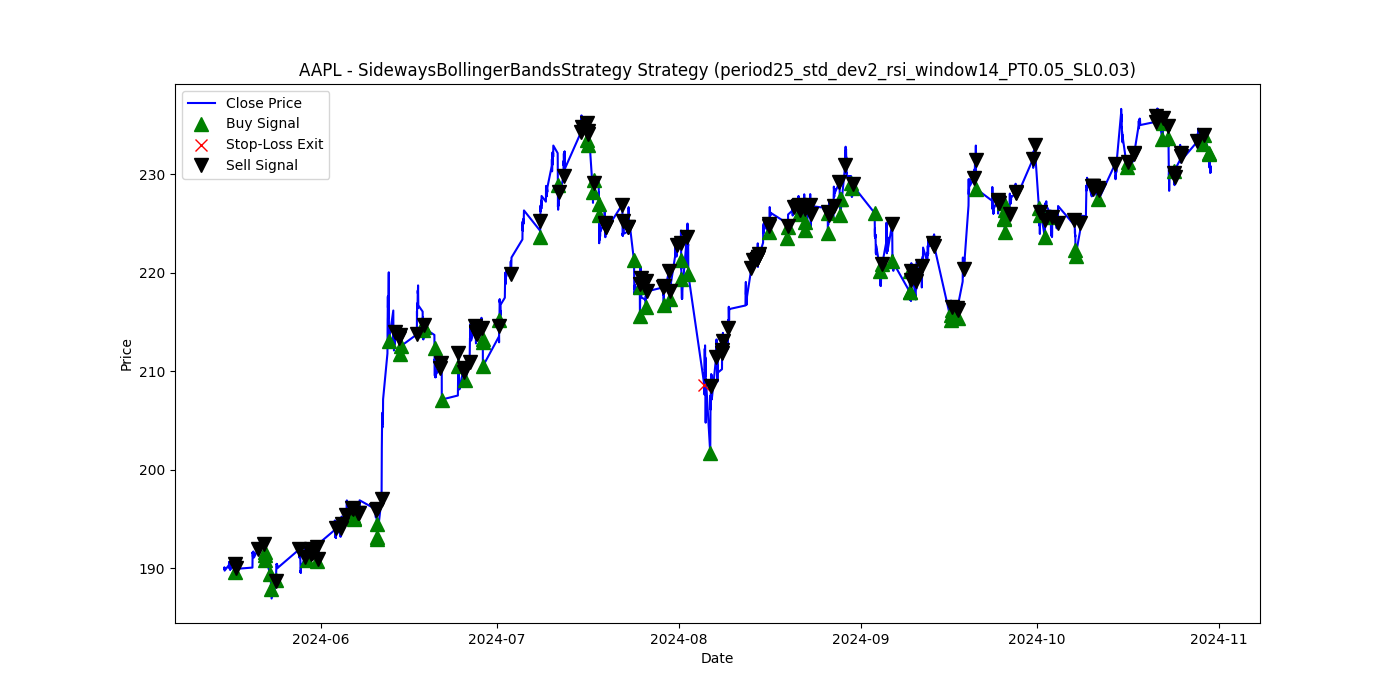 AAPL - SidewaysBollingerBandsStrategy Strategy (period25_std_dev2_rsi_window14_PT0.05_SL0.03)
Close Price
Buy Signal
Stop-Loss Exit
Sell Signal
Price
230
220
210
200
190
2024-06
2024-07
2024-08
2024-09
2024-10
2024-11
Date